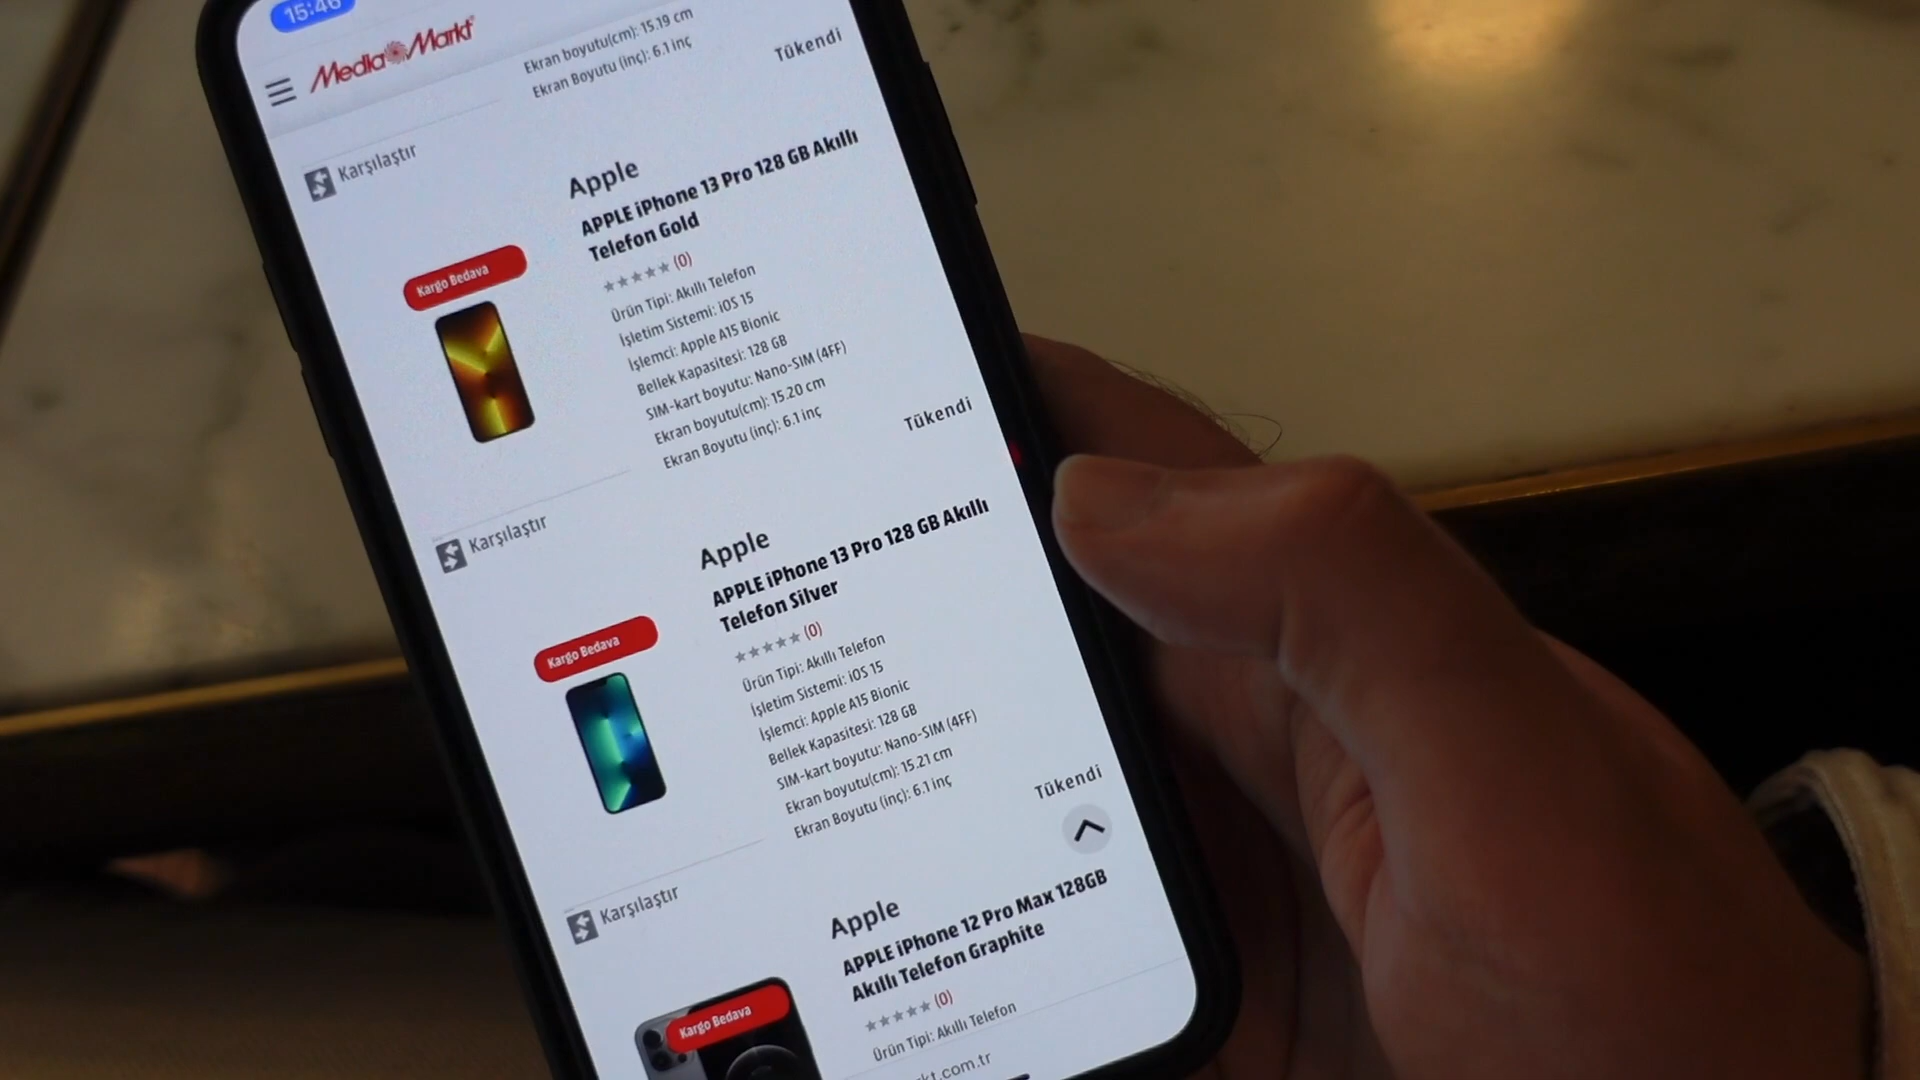 15:46
MediaMarkt
Ekran boyutu(cm): 15.19 cm
Ekran Boyutu (inç): 6.1 inç
Tükendi
Karşılaştır
Apple
APPLE iPhone 13 Pro 128 GB Akıllı
Telefon Gold
(0)
Kargo Bedava
Ürün Tipi: Akıllı Telefon
İşletim Sistemi: iOS 15
İşlemci: Apple A15 Bionic
Bellek Kapasitesi: 128 GB
SIM-kart boyutu: Nano-SIM (4FF)
Ekran boyutu(cm): 15.20 cm
Ekran Boyutu (inç): 6.1 inç
Tükendi
Karşılaştır
Apple
APPLE iPhone 13 Pro 128 GB Akıllı
Telefon Silver
(0)
Kargo Bedava
Ürün Tipi: Akıllı Telefon
İşletim Sistemi: iOS 15
İşlemci: Apple A15 Bionic
Bellek Kapasitesi: 128 GB
SIM-kart boyutu: Nano-SIM (4FF)
Ekran boyutu(cm): 15.21 cm
Ekran Boyutu (inç): 6.1 inç
Tükendi
Karşılaştır
Apple
APPLE iPhone 12 Pro Max 128GB
Akıllı Telefon Graphite
(0)
Kargo Bedava
Ürün Tipi: Akıllı Telefon
kt.com.tr